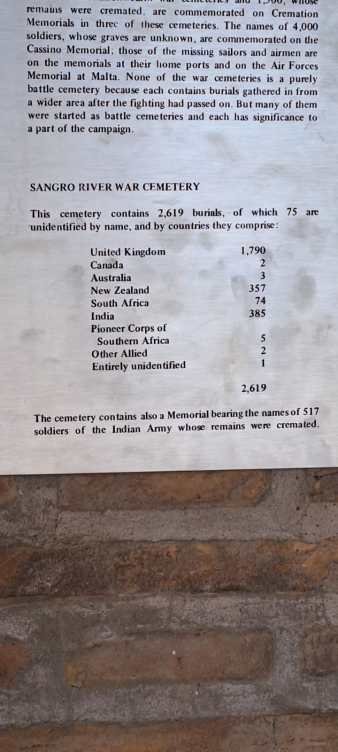 remains were cremated, are commemorated on Cremation
Memorials in three of these cemeteries. The names of 4,000
soldiers, whose graves are unknown, are commemorated on the
Cassino Memorial; those of the missing sailors and airmen are
on the memorials at their home ports and on the Air Forces
Memorial at Malta. None of the war cemeteries is a purely
battle cemetery because each contains burials gathered in from
a wider area after the fighting had passed on. But many of them
were started as battle cemeteries and each has significance to
a part of the campaign.
SANGRO RIVER WAR CEMETERY
This cemetery contains 2,619 burials, of which 75 are
unidentified by name, and by countries they comprise:
United Kingdom 1,790
Canada 2
Australia 3
New Zealand 357
South Africa 74
India 385
Pioneer Corps of
Southern Africa 5
Other Allied 2
Entirely unidentified 1
2,619
The cemetery contains also a Memorial bearing the names of 517
soldiers of the Indian Army whose remains were cremated.